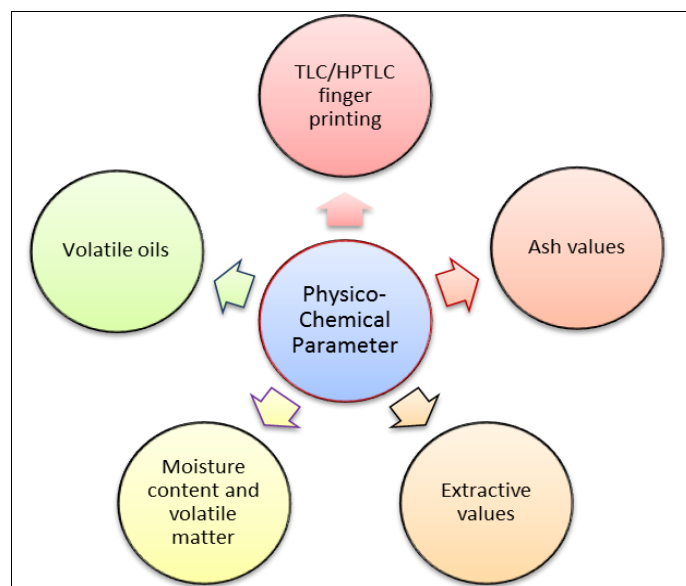 TLC/HPTLC
finger
printing
Volatile oils
Ash values
Physico-
Chemical
Parameter
Moisture
content and
volatile
matter
Extractive
values